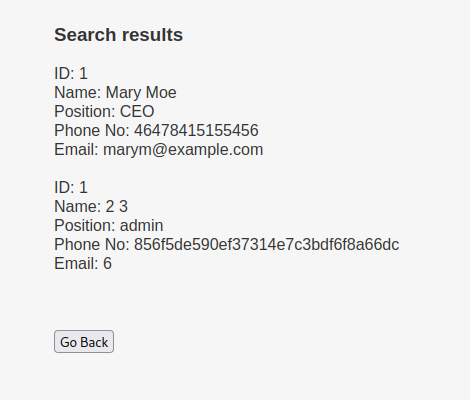 Search results
ID: 1
Name: Mary Moe
Position: CEO
Phone No: 46478415155456
Email: marym@example.com
ID: 1
Name: 2 3
Position: admin
Phone No: 856f5de590ef37314e7c3bdf6f8a66dc
Email: 6
Go Back